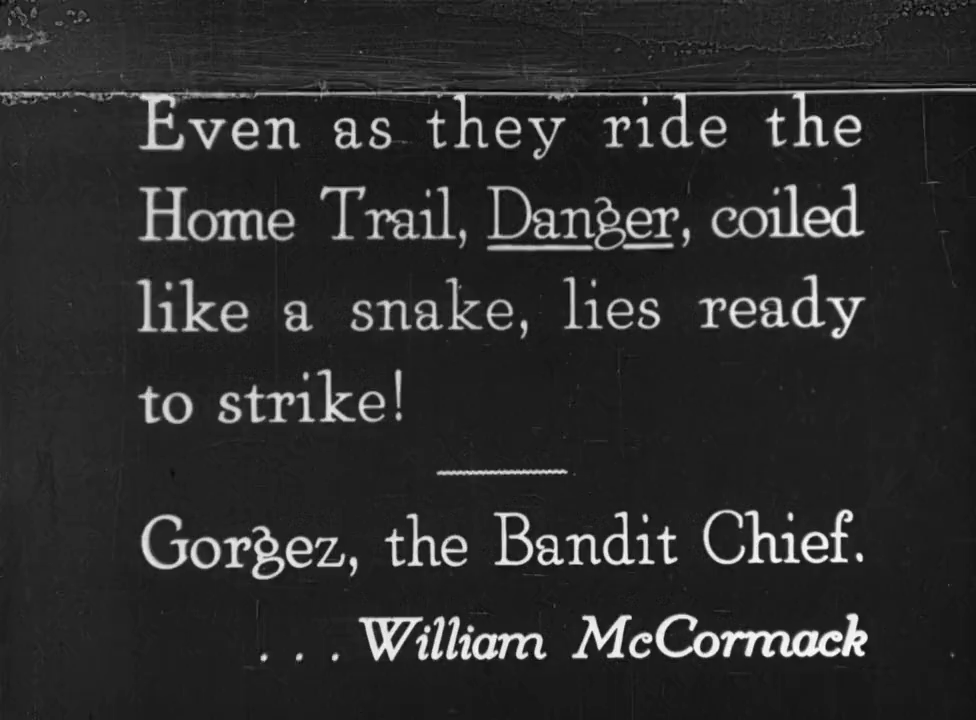 Even as they ride the
Home Trail, Danger, coiled
like a snake, lies ready
to strike!
Gorgez, the Bandit Chief.
. . . William McCormack